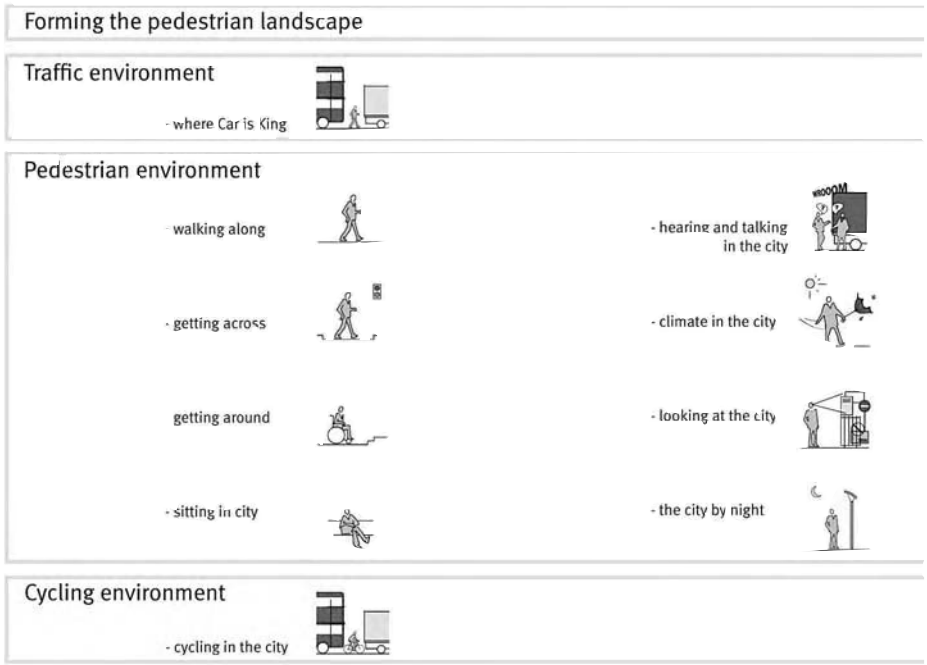 Forming the pedestrian landscape
Traffic environment
- where Car is King
Pedestrian environment
walking along
- getting across
getting around
- sitting in city
WROOOM
- hearing and talking
in the city
- climate in the city
- looking at the city
- the city by night
Cycling environment
- cycling in the city